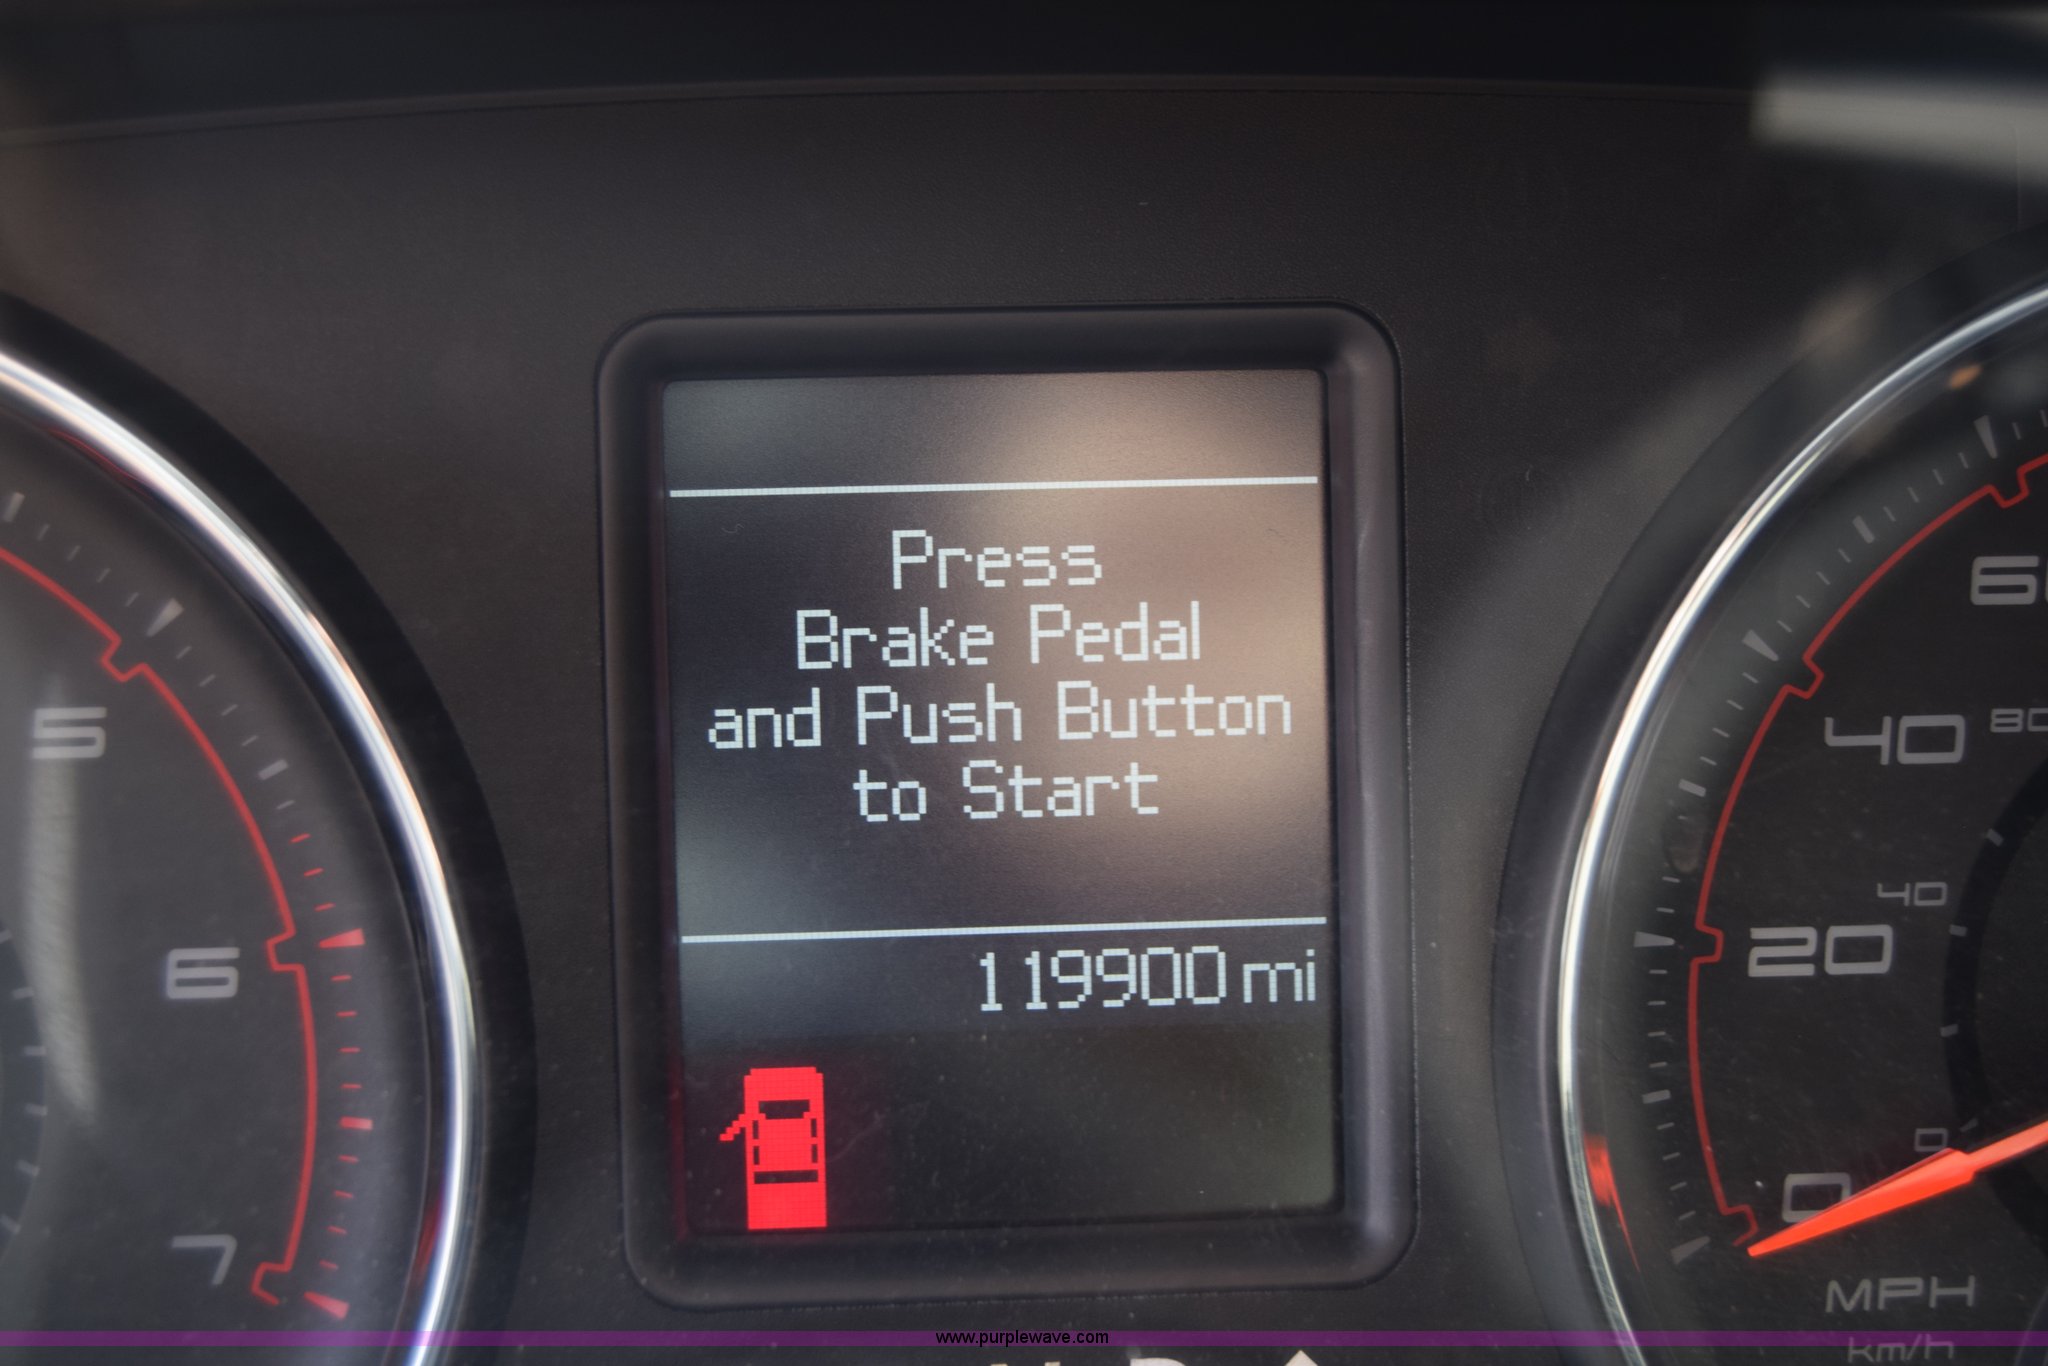 Press
Brake Pedal
and Push Button
to Start
119900 mi
5
6
7
60
40
80
40
20
0
0
MPH
km/h
www.purplewave.com